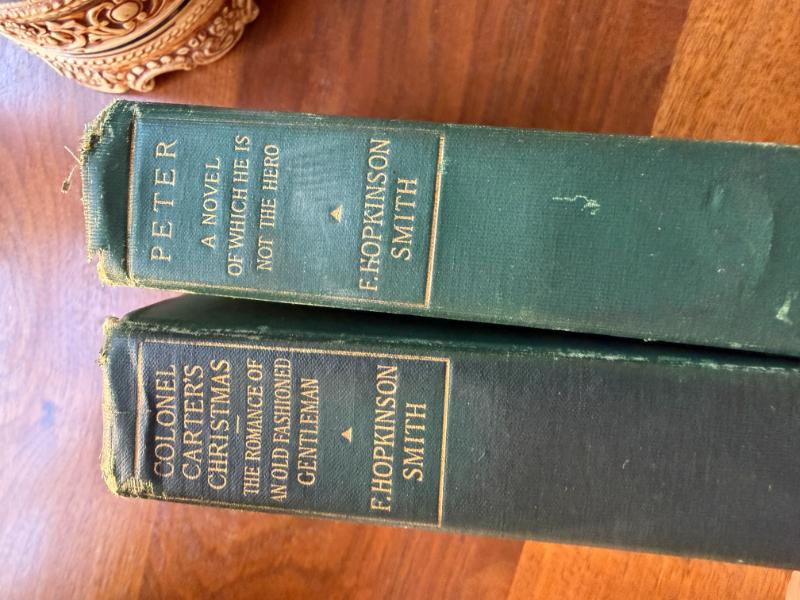 PETER
A NOVEL
OF WHICH HE IS
NOT THE HERO
F. HOPKINSON
SMITH
COLONEL
CARTER'S
CHRISTMAS
THE ROMANCE OF
AN OLD FASHIONED
GENTLEMAN
F. HOPKINSON
SMITH